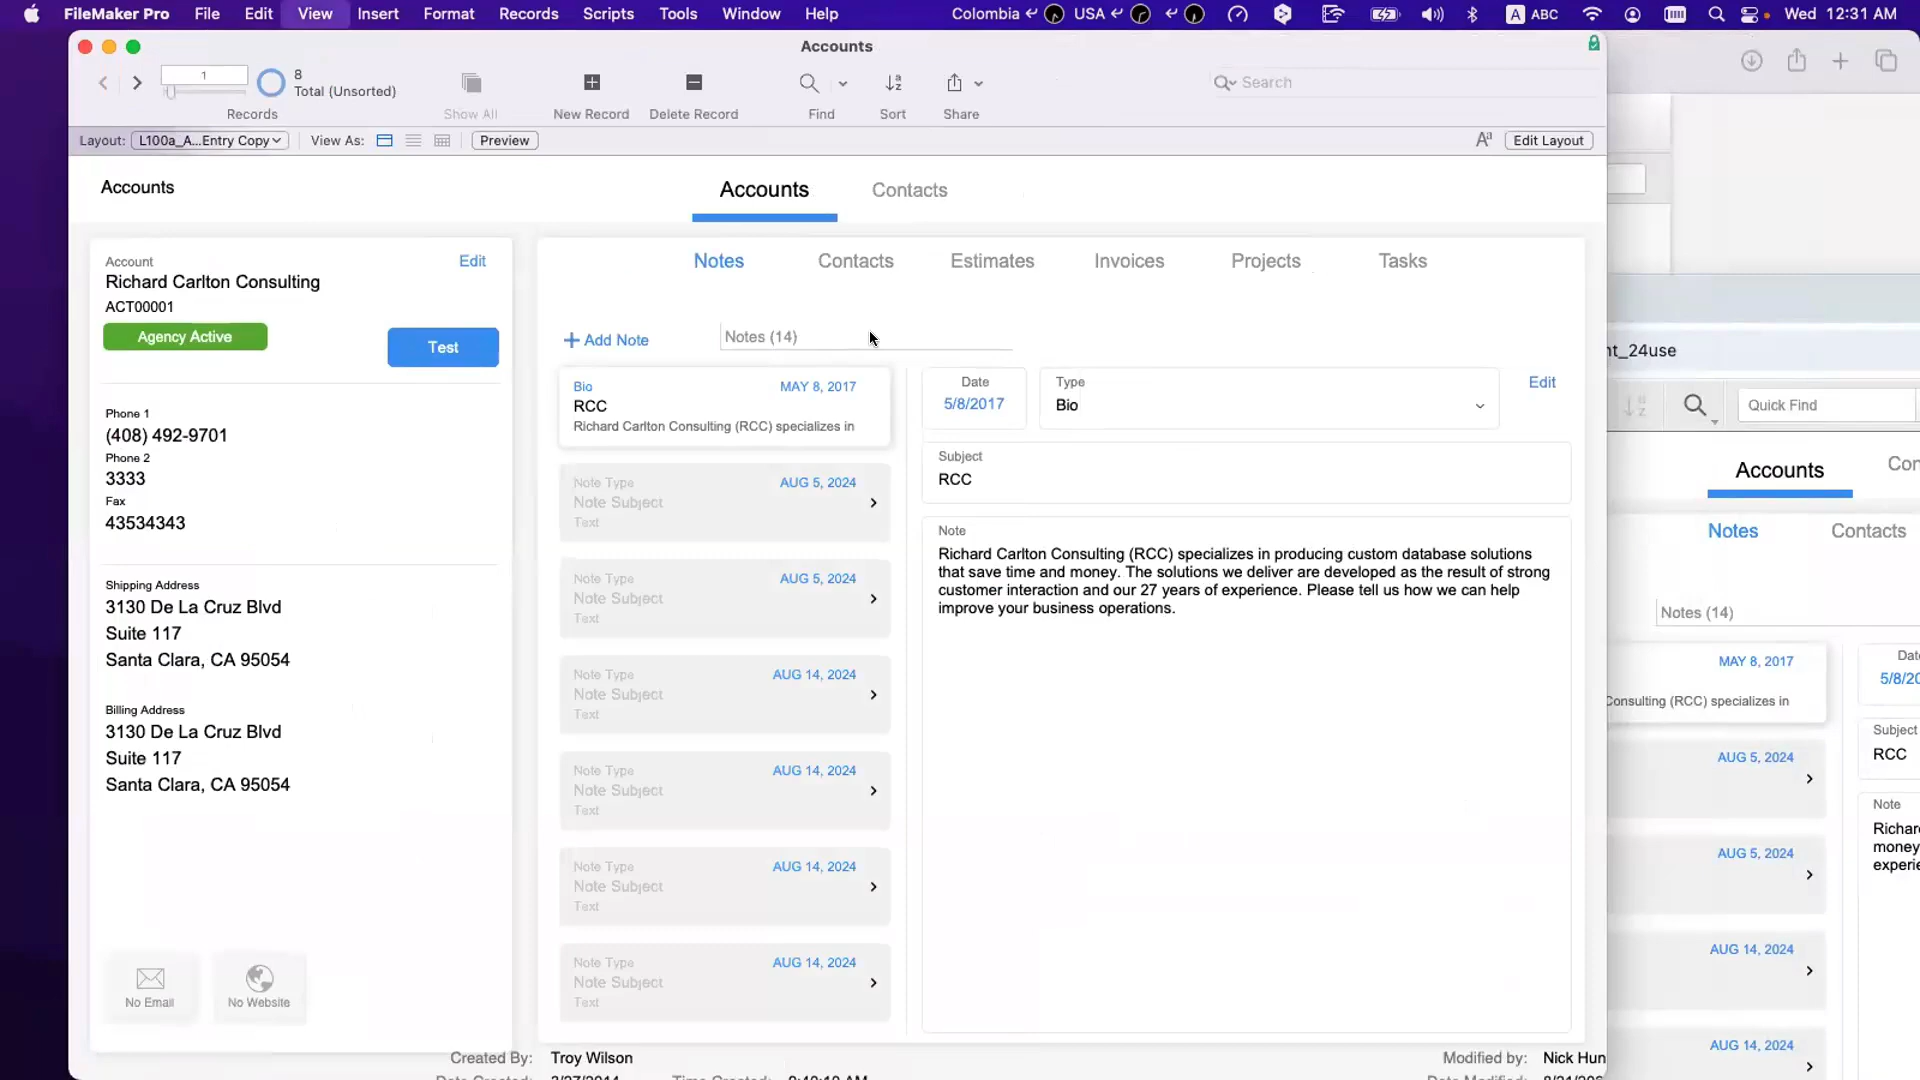 FileMaker Pro File Edit View Insert Format Records Scripts Tools Window Help
Colombia USA A ABC Wed 12:31 AM
Accounts
1
8
Total (Unsorted)
Records
Show All
New Record
Delete Record
Find
Sort
Share
Search
Layout: L100a_A...Entry Copy
View As:
Preview
Aa
Edit Layout
Accounts
Accounts
Contacts
Account
Edit
Richard Carlton Consulting
ACT00001
Agency Active
Test
Phone 1
(408) 492-9701
Phone 2
3333
Fax
43534343
Shipping Address
3130 De La Cruz Blvd
Suite 117
Santa Clara, CA 95054
Billing Address
3130 De La Cruz Blvd
Suite 117
Santa Clara, CA 95054
No Email
No Website
Notes
Contacts
Estimates
Invoices
Projects
Tasks
+ Add Note
Notes (14)
Bio MAY 8, 2017
RCC
Richard Carlton Consulting (RCC) specializes in
Note Type AUG 5, 2024
Note Subject
Text
Note Type AUG 5, 2024
Note Subject
Text
Note Type AUG 14, 2024
Note Subject
Text
Note Type AUG 14, 2024
Note Subject
Text
Note Type AUG 14, 2024
Note Subject
Text
Note Type AUG 14, 2024
Note Subject
Text
Date
5/8/2017
Type
Bio
Edit
Subject
RCC
Note
Richard Carlton Consulting (RCC) specializes in producing custom database solutions
that save time and money. The solutions we deliver are developed as the result of strong
customer interaction and our 27 years of experience. Please tell us how we can help
improve your business operations.
Created By: Troy Wilson
Modified by: Nick Hun
nt_24use
Quick Find
Accounts
Con
Notes
Contacts
Notes (14)
MAY 8, 2017
Consulting (RCC) specializes in
AUG 5, 2024
AUG 5, 2024
AUG 14, 2024
AUG 14, 2024
Date
5/8/20
Subject
RCC
Note
Richar
money
experie